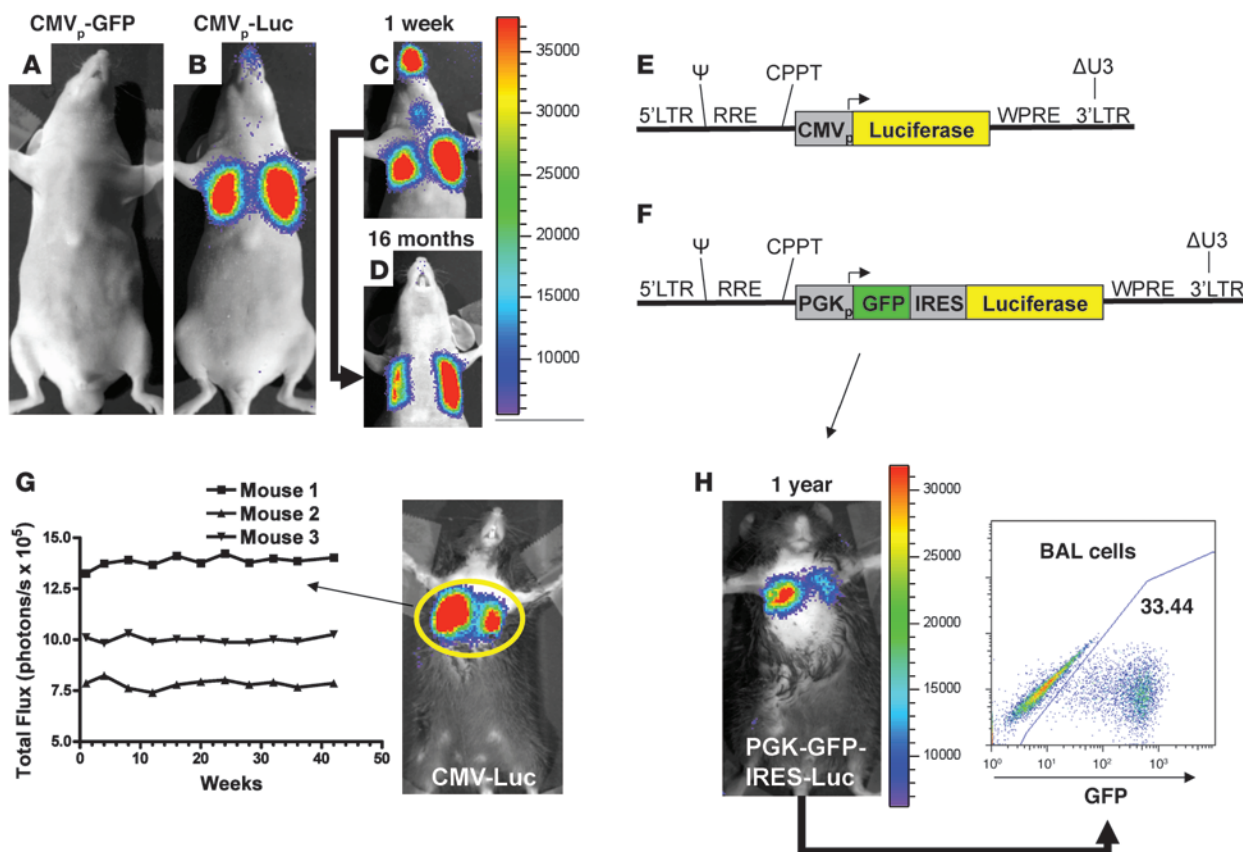 CMVp-GFP
CMVp-Luc
1 week
A
B
C
16 months
D
35000
30000
25000
20000
15000
10000
E
Ψ
CPPT
ΔU3
5'LTR
RRE
CMVp
Luciferase
WPRE
3'LTR
F
Ψ
CPPT
ΔU3
5'LTR
RRE
PGKp
GFP
IRES
Luciferase
WPRE
3'LTR
G
Mouse 1
Mouse 2
Mouse 3
Total Flux (photons/s x 10⁵)
15.0
12.5
10.0
7.5
5.0
0 10 20 30 40 50
Weeks
CMV-Luc
H
1 year
PGK-GFP-
IRES-Luc
30000
25000
20000
15000
10000
BAL cells
33.44
10⁰ 10¹ 10² 10³
GFP